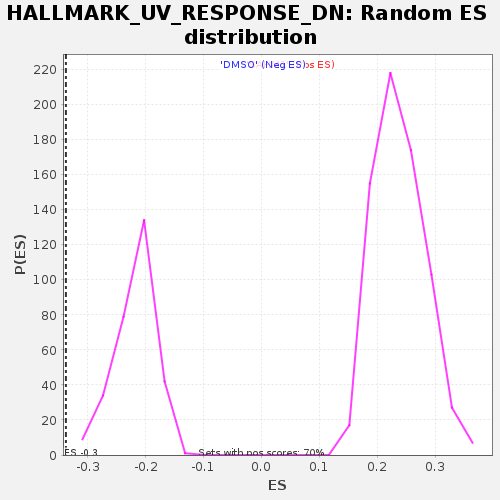 HALLMARK_UV_RESPONSE_DN: Random ES
distribution
'DMSO' (Neg ES)os ES)
220
200
180
160
140
120
100
80
60
40
20
0
P(ES)
ES -0.3
Sets with pos scores: 70%
-0.3 -0.2 -0.1 0.0 0.1 0.2 0.3
ES